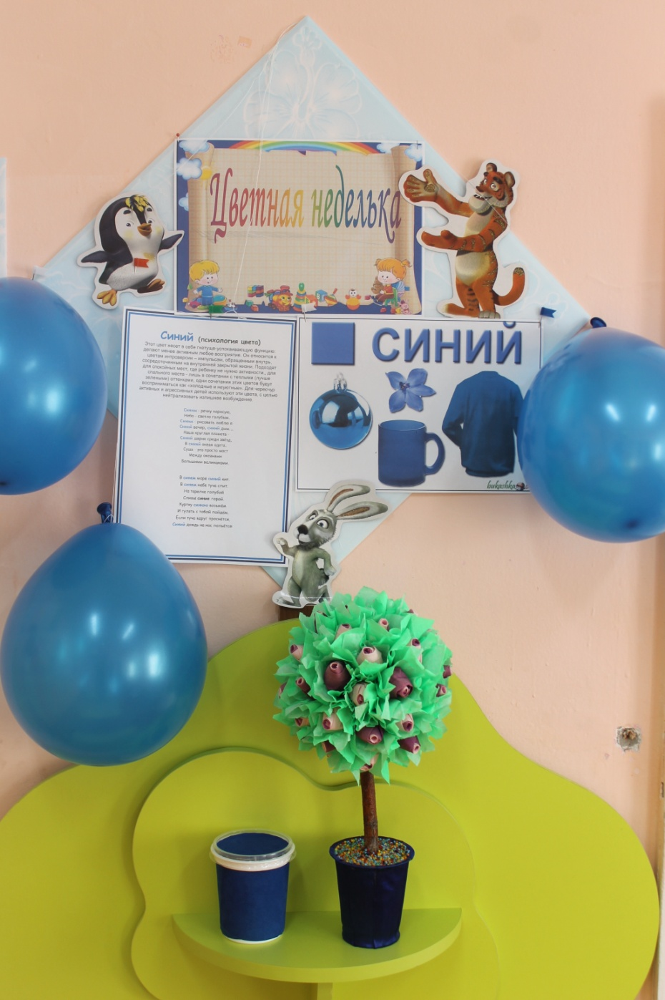 Цветная неделька
Синий (психология цвета)
Этот цвет несет в себе гнетуще-успокаивающую функцию:
делают менее активным любое восприятие. Он относится к
цветам интроверсии – импульсам, обращенным внутрь,
сосредоточенным на внутренней закрытой жизни. Подходят
для спокойных мест, где ребенку не нужно активности, для
спального места - лишь в сочетании с теплыми (лучше
зелеными) оттенками, одни сочетания этих цветов будут
восприниматься как «холодные и неуютные». Для чересчур
активных и агрессивных детей используют эти цвета, с целью
нейтрализовать излишнее возбуждение.
Синим - речку нарисую,
Небо - светло голубым.
Синим - рисовать люблю я
Синий вечер, синий дым...
Наша круглая планета -
Синий шарик среди звёзд,
В синий океан одета.
Суша - это просто мост
Между океанами
Большими великанами.
В синем море синий кит.
В синем небе туча спит.
На тарелке голубой
Сливы синие горой.
Куртку синюю возьмём
И гулять с тобой пойдём.
Если туча вдруг проснётся.
Синий дождь на нас польётся
СИНИЙ
bukashka